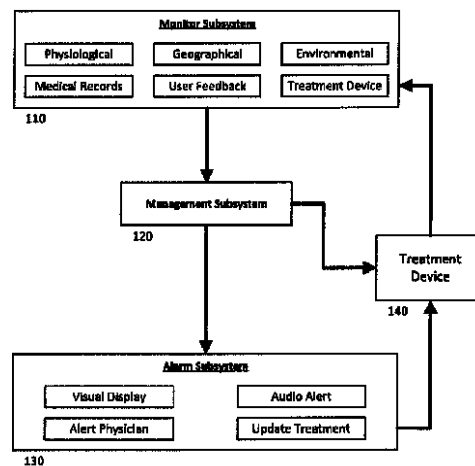 Monitor Subsystem
Physiological Geographical Environmental
Medical Records User Feedback Treatment Device
110
Management Subsystem
120
Treatment
Device
140
Alarm Subsystem
Visual Display Audio Alert
Alert Physician Update Treatment
130